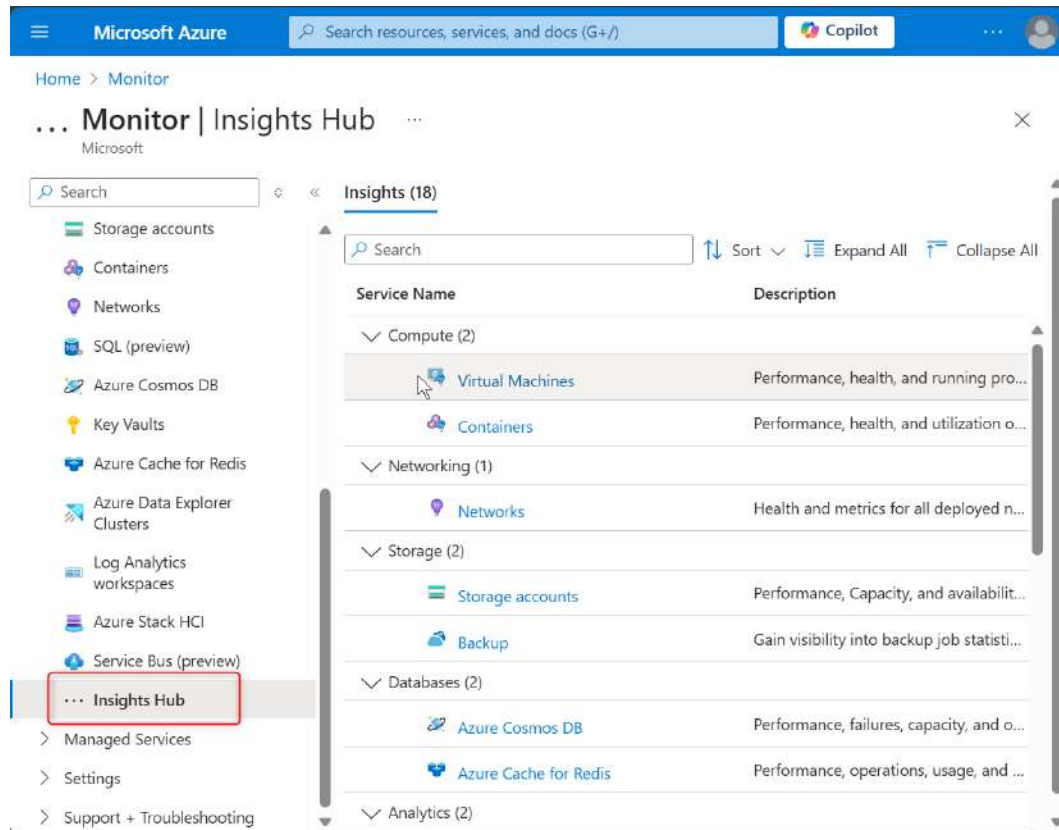 Microsoft Azure
Search resources, services, and docs (G+/)
Copilot
...
Home > Monitor
... Monitor | Insights Hub ...
Microsoft
Search
Storage accounts
Containers
Networks
SQL (preview)
Azure Cosmos DB
Key Vaults
Azure Cache for Redis
Azure Data Explorer
Clusters
Log Analytics
workspaces
Azure Stack HCI
Service Bus (preview)
... Insights Hub
Managed Services
Settings
Support + Troubleshooting
Insights (18)
Search
Sort
Expand All
Collapse All
Service Name
Description
Compute (2)
Virtual Machines
Performance, health, and running pro...
Containers
Performance, health, and utilization o...
Networking (1)
Networks
Health and metrics for all deployed n...
Storage (2)
Storage accounts
Performance, Capacity, and availabilit...
Backup
Gain visibility into backup job statisti...
Databases (2)
Azure Cosmos DB
Performance, failures, capacity, and o...
Azure Cache for Redis
Performance, operations, usage, and ...
Analytics (2)